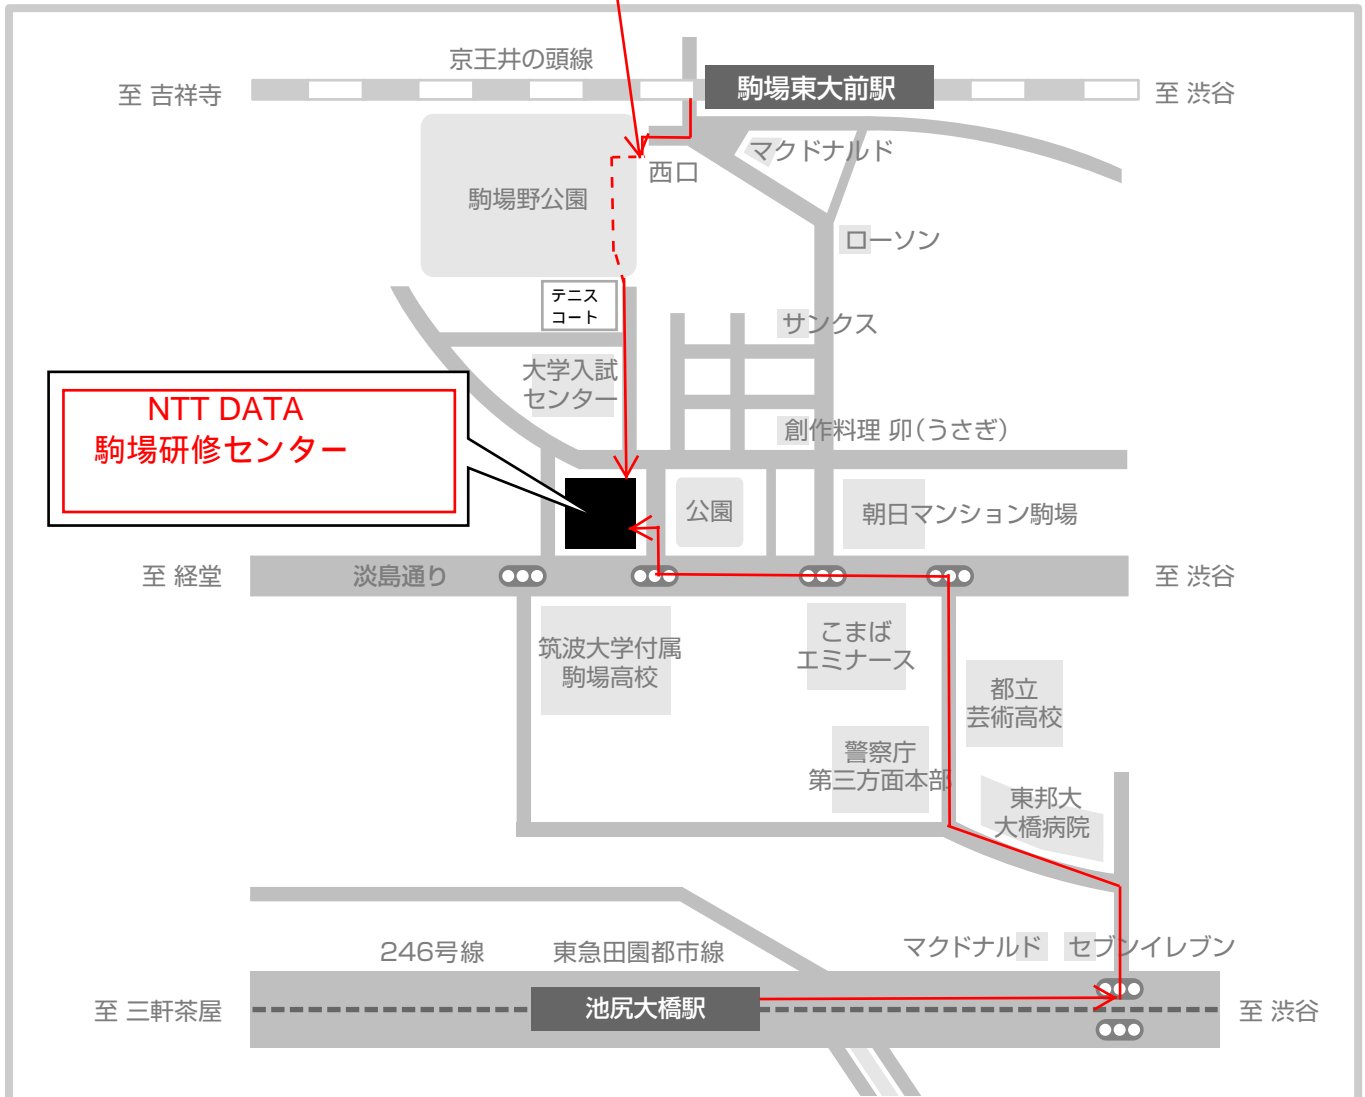 京王井の頭線
至 吉祥寺
駒場東大前駅
至 渋谷
マクドナルド
西口
駒場野公園
ローソン
テニス
コート
サンクス
大学入試
センター
NTT DATA
駒場研修センター
創作料理 卯(うさぎ)
公園
朝日マンション駒場
至 経堂
淡島通り
至 渋谷
筑波大学付属
駒場高校
こまば
エミナース
都立
芸術高校
警察庁
第三方面本部
東邦大
大橋病院
246号線
東急田園都市線
マクドナルド
セブンイレブン
至 三軒茶屋
池尻大橋駅
至 渋谷